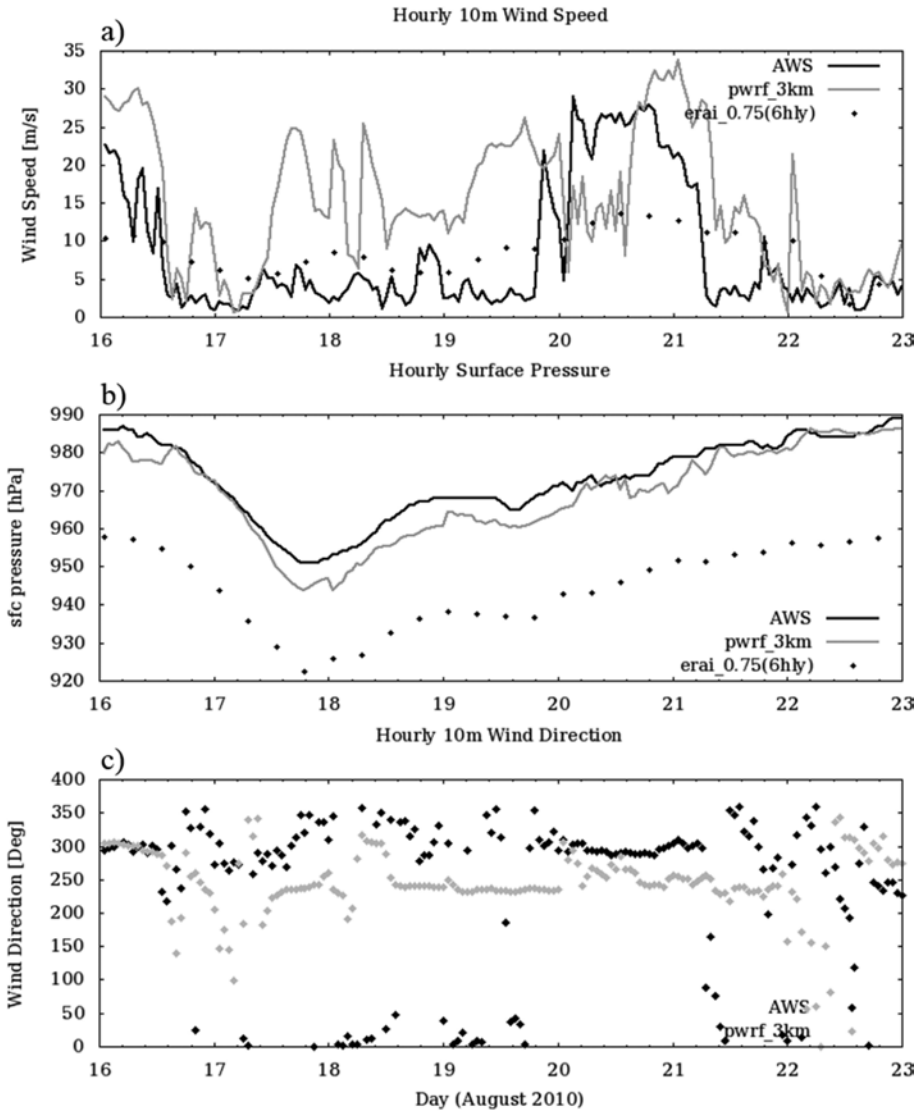 Hourly 10m Wind Speed
a)
35
30
25
20
15
10
5
0
Wind Speed [m/s]
AWS
pwrf_3km
erai_0.75(6hly)
16 17 18 19 20 21 22 23
Hourly Surface Pressure
b)
990
980
970
960
950
940
930
920
sfc pressure [hPa]
AWS
pwrf_3km
erai_0.75(6hly)
16 17 18 19 20 21 22 23
Hourly 10m Wind Direction
c)
400
350
300
250
200
150
100
50
0
Wind Direction [Deg]
AWS
pwrf_3km
16 17 18 19 20 21 22 23
Day (August 2010)